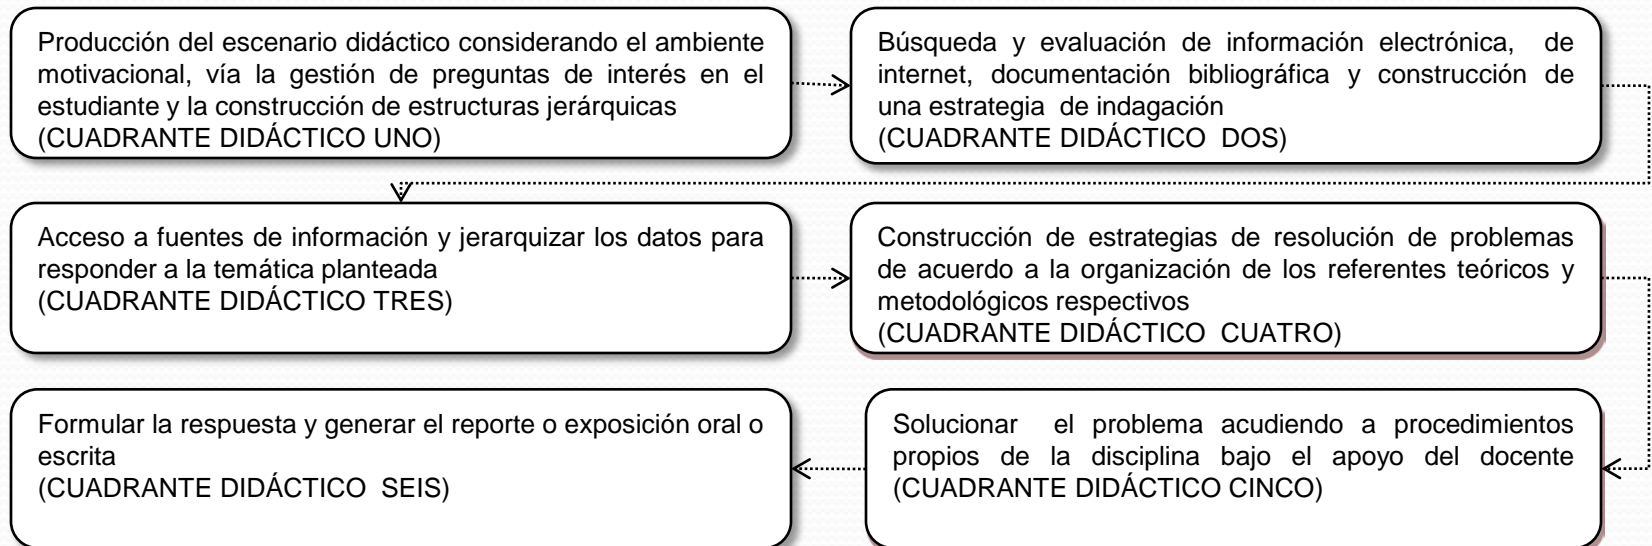 Producción del escenario didáctico considerando el ambiente
motivacional, vía la gestión de preguntas de interés en el
estudiante y la construcción de estructuras jerárquicas
(CUADRANTE DIDÁCTICO UNO)
Búsqueda y evaluación de información electrónica, de
internet, documentación bibliográfica y construcción de
una estrategia de indagación
(CUADRANTE DIDÁCTICO DOS)
Acceso a fuentes de información y jerarquizar los datos para
responder a la temática planteada
(CUADRANTE DIDÁCTICO TRES)
Construcción de estrategias de resolución de problemas
de acuerdo a la organización de los referentes teóricos y
metodológicos respectivos
(CUADRANTE DIDÁCTICO CUATRO)
Solucionar el problema acudiendo a procedimientos
propios de la disciplina bajo el apoyo del docente
(CUADRANTE DIDÁCTICO CINCO)
Formular la respuesta y generar el reporte o exposición oral o
escrita
(CUADRANTE DIDÁCTICO SEIS)